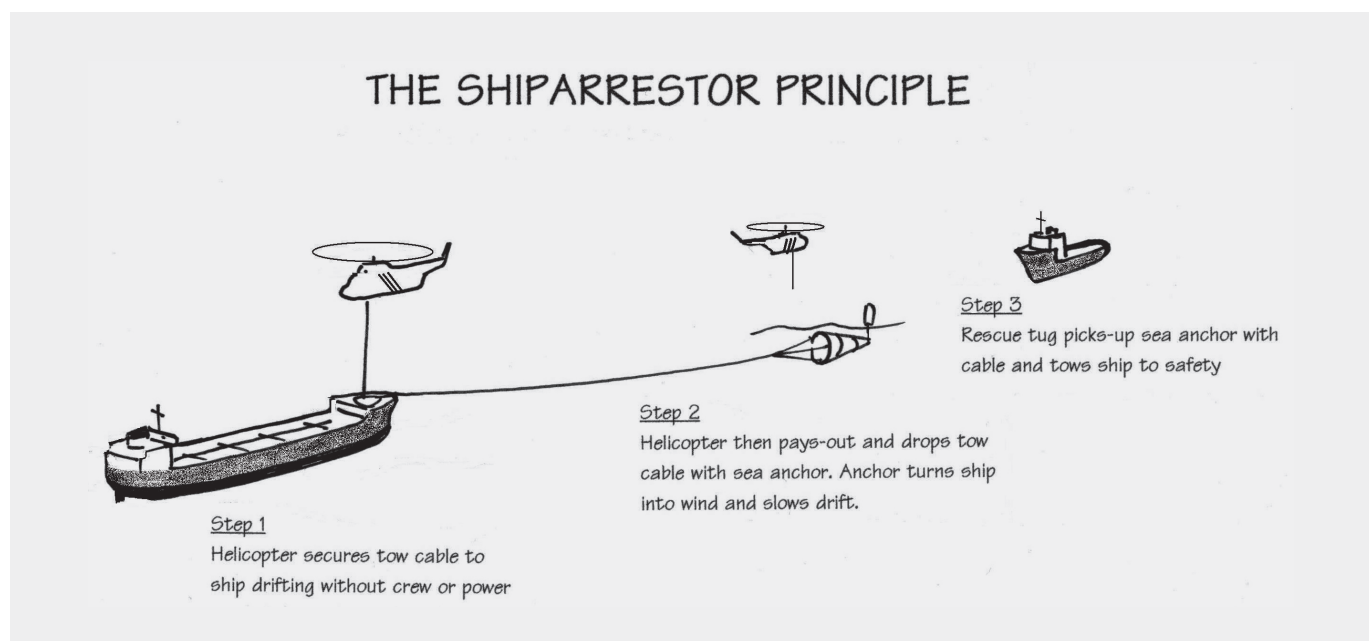 THE SHIPARRESTOR PRINCIPLE
Step 1
Helicopter secures tow cable to
ship drifting without crew or power
Step 2
Helicopter then pays-out and drops tow
cable with sea anchor. Anchor turns ship
into wind and slows drift.
Step 3
Rescue tug picks-up sea anchor with
cable and tows ship to safety